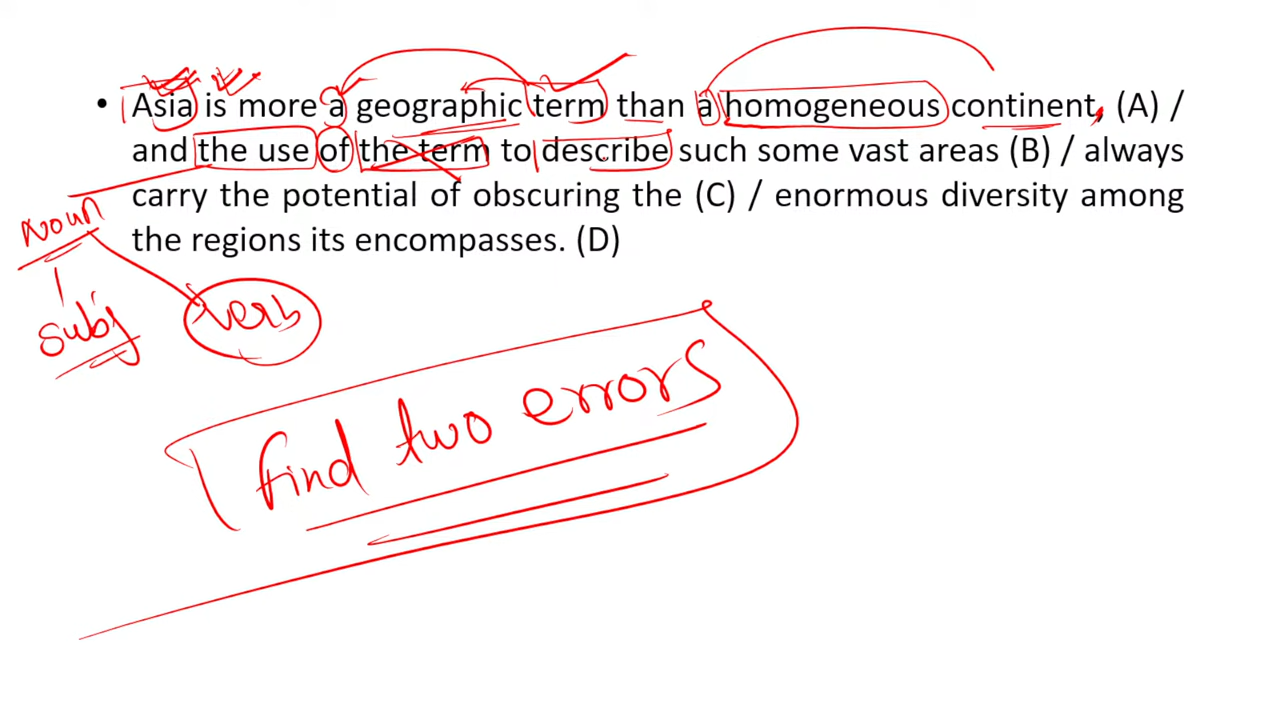 • Asia is more a geographic term than a homogeneous continent, (A) /
and the use of the term to describe such some vast areas (B) / always
carry the potential of obscuring the (C) / enormous diversity among
the regions its encompasses. (D)
Noun
subj
verb
find two errors